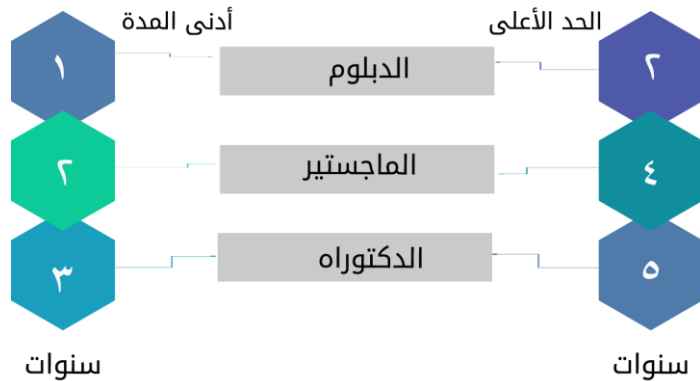 الحد الأعلى
أدنى المدة
٢
الدبلوم
١
٤
الماجستير
٢
٥
الدكتوراه
٣
سنوات
سنوات